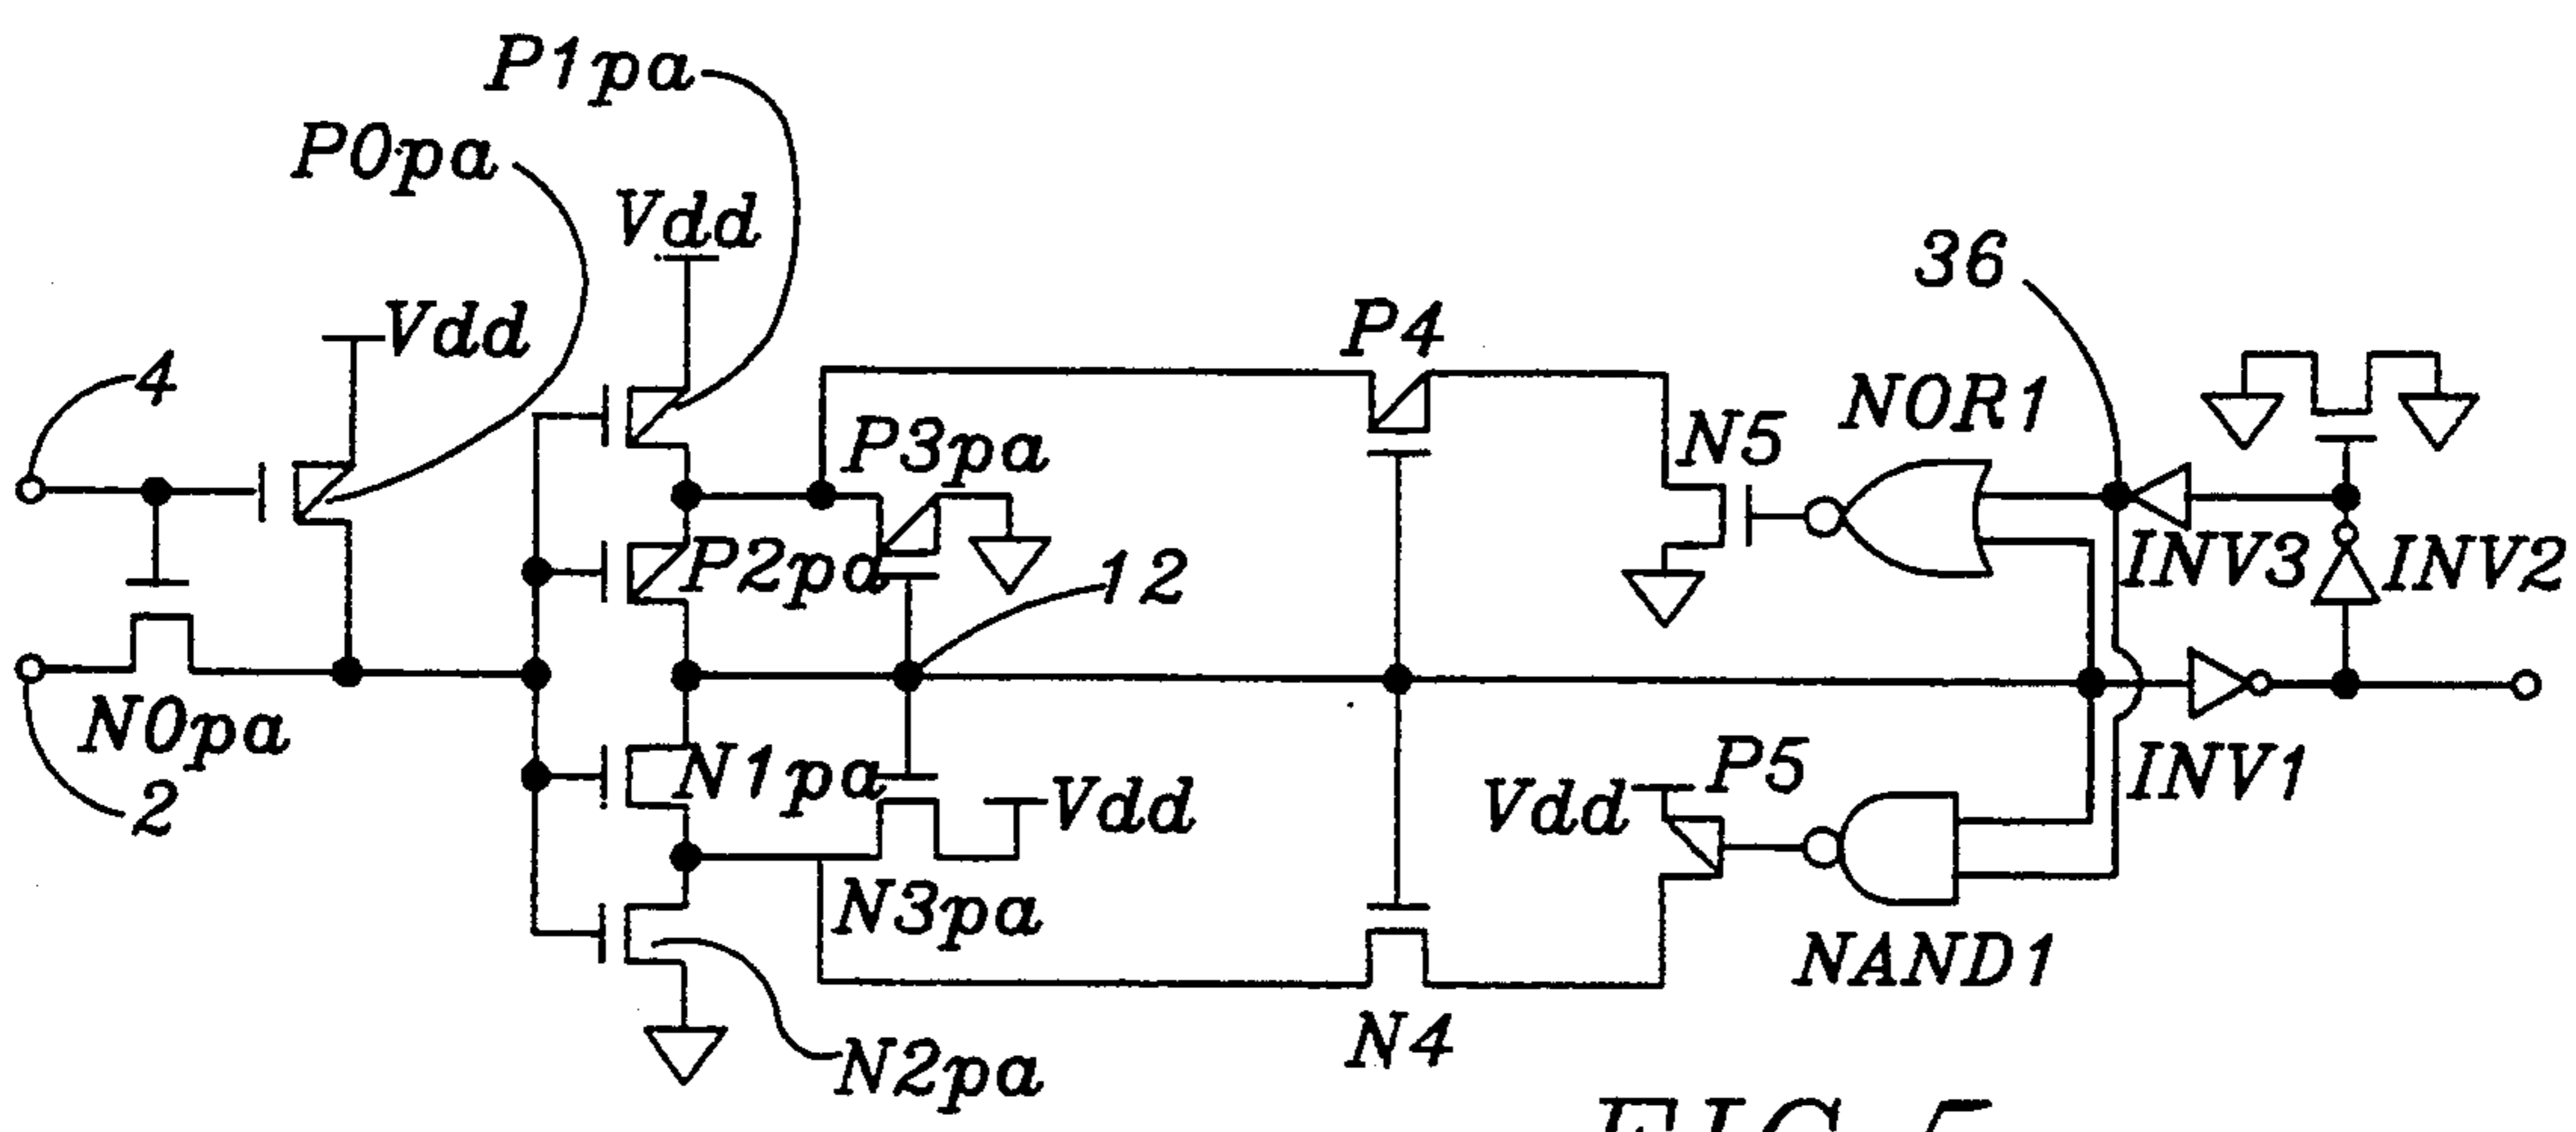 P1pa
P0pa
Vdd
36
Vdd
P4
4
NOR1
N5
P3pa
P2pa
12
INV3
INV2
N0pa
N1pa
P5
INV1
Vdd
Vdd
2
N3pa
NAND1
N4
N2pa